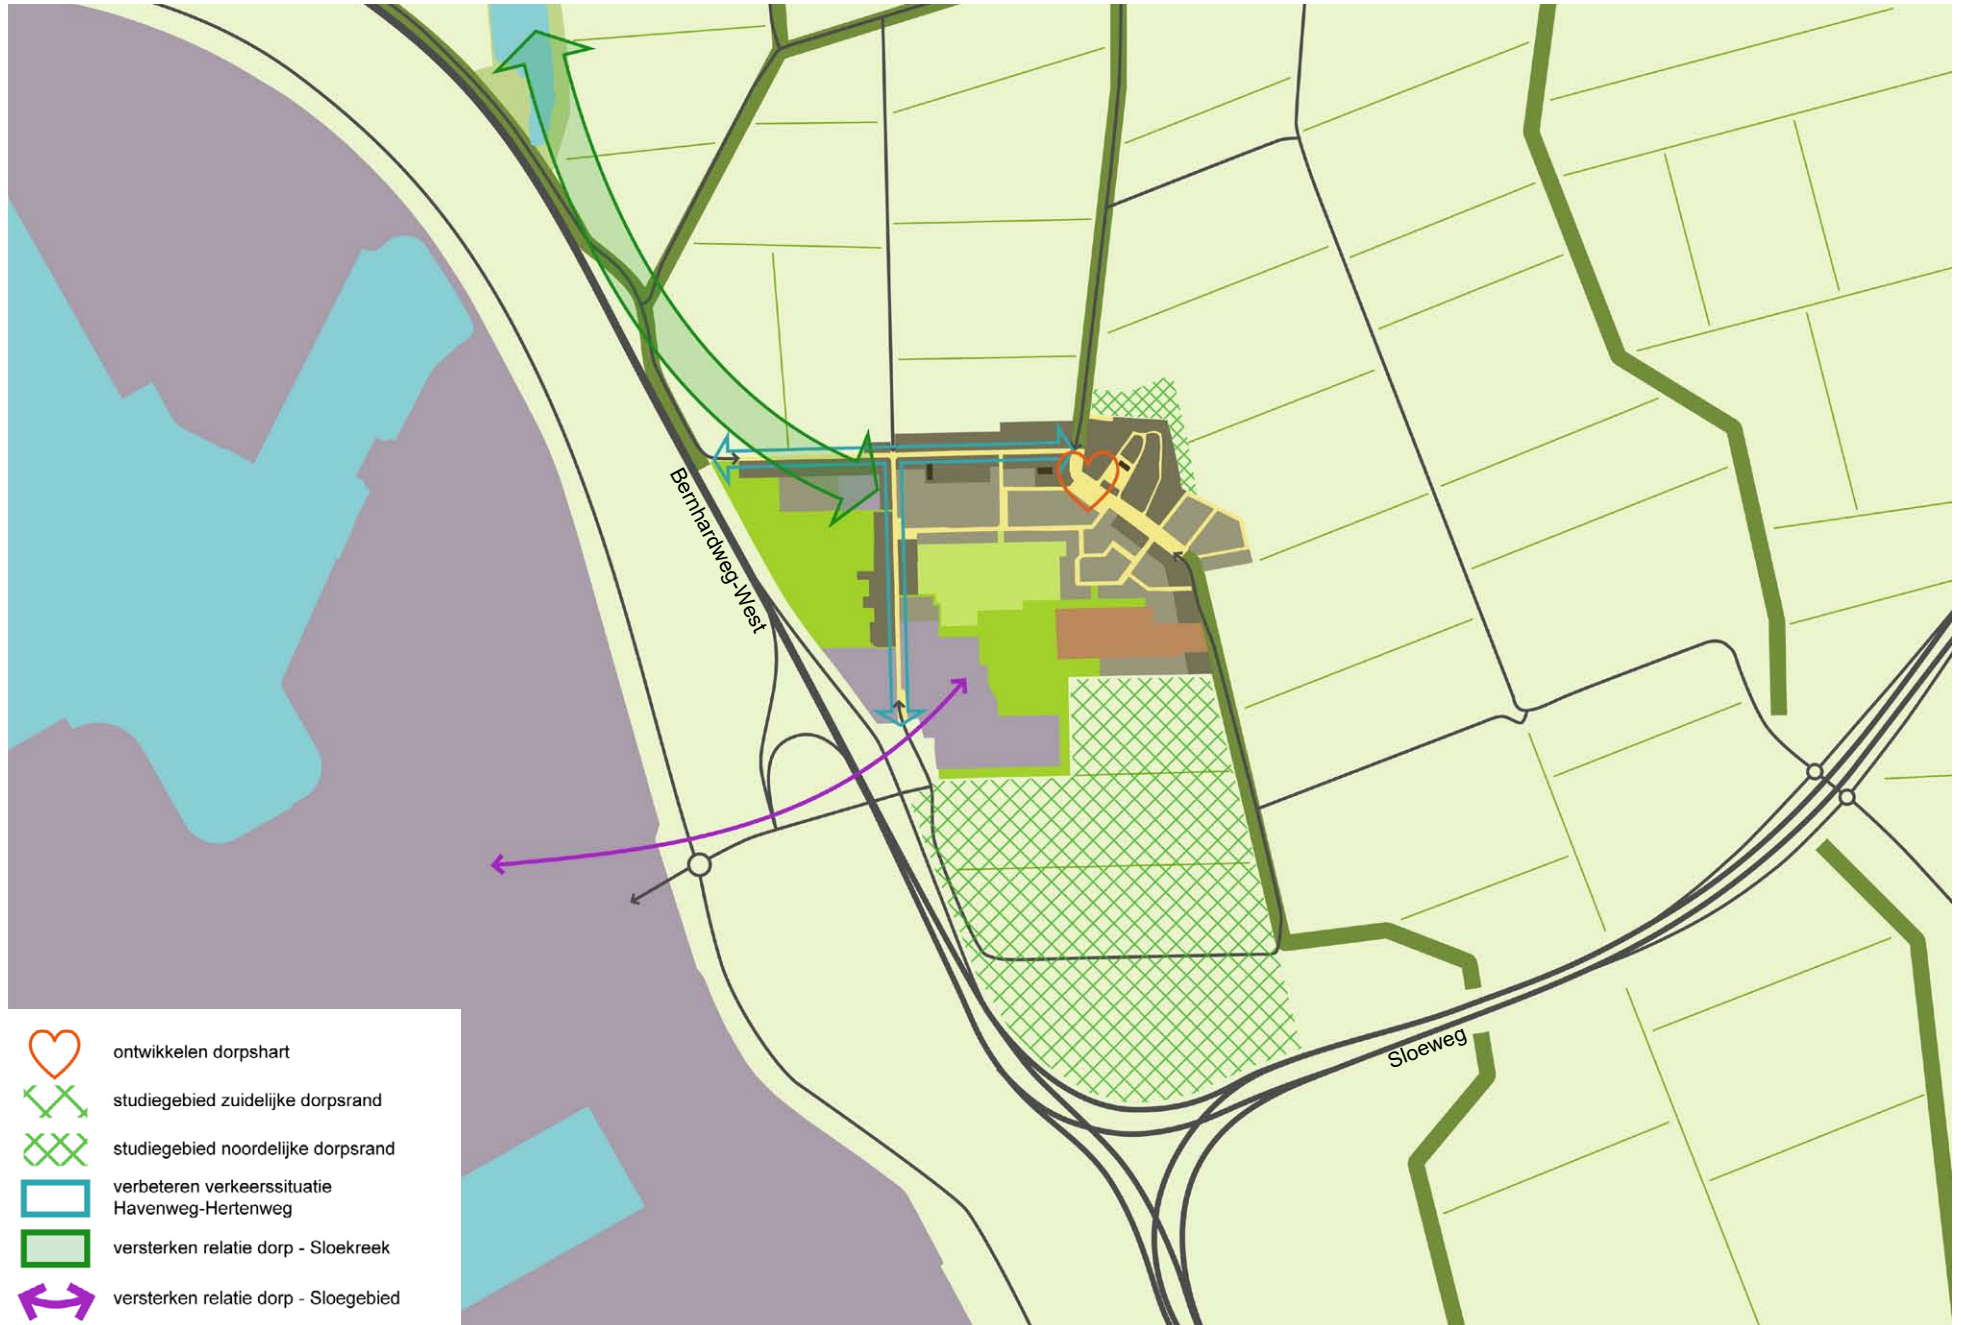 Bernhardweg-West
Sloeweg
ontwikkelen dorpshart
studiegebied zuidelijke dorpsrand
studiegebied noordelijke dorpsrand
verbeteren verkeerssituatie
Havenweg-Hertenweg
versterken relatie dorp - Sloekreek
versterken relatie dorp - Sloegebied